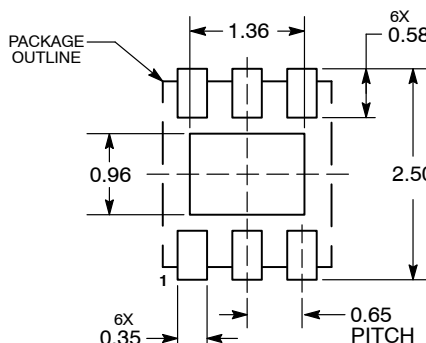 1.36
6X
0.58
PACKAGE
OUTLINE
0.96
2.50
1
6X
0.35
0.65
PITCH